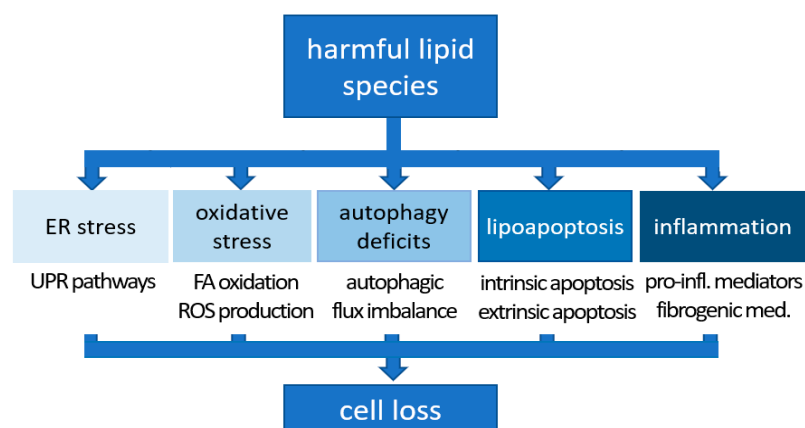 harmful lipid
species
ER stress
oxidative
stress
autophagy
deficits
lipoapoptosis
inflammation
UPR pathways
FA oxidation
ROS production
autophagic
flux imbalance
intrinsic apoptosis
extrinsic apoptosis
pro-infl. mediators
fibrogenic med.
cell loss